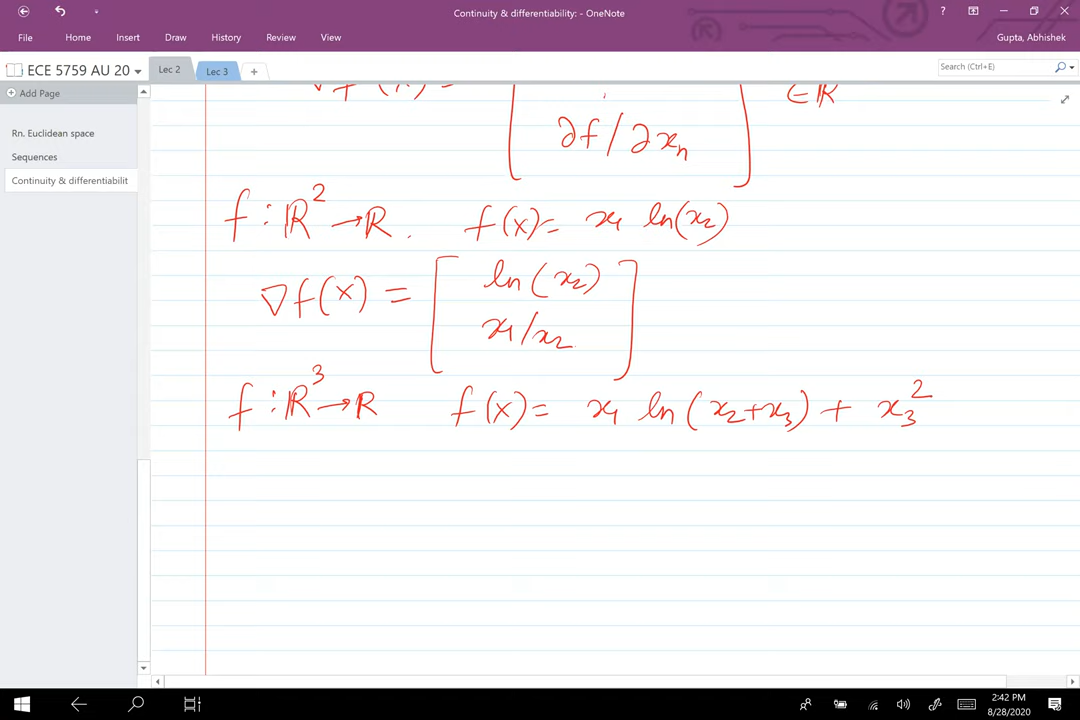 Continuity & differentiability: - OneNote
?
File Home Insert Draw History Review View
Gupta, Abhishek
ECE 5759 AU 20
Lec 2
Lec 3
+
Search (Ctrl+E)
Add Page
Rn. Euclidean space
Sequences
Continuity & differentiabilit
∈ ℝ
∂f / ∂xₙ
f : ℝ² → ℝ. f(x) = x₁ ln(x₂)
∇f(x) = [ ln(x₂)
x₁/x₂ ]
f : ℝ³ → ℝ f(x) = x₁ ln(x₂+x₃) + x₃²
2:42 PM
8/28/2020